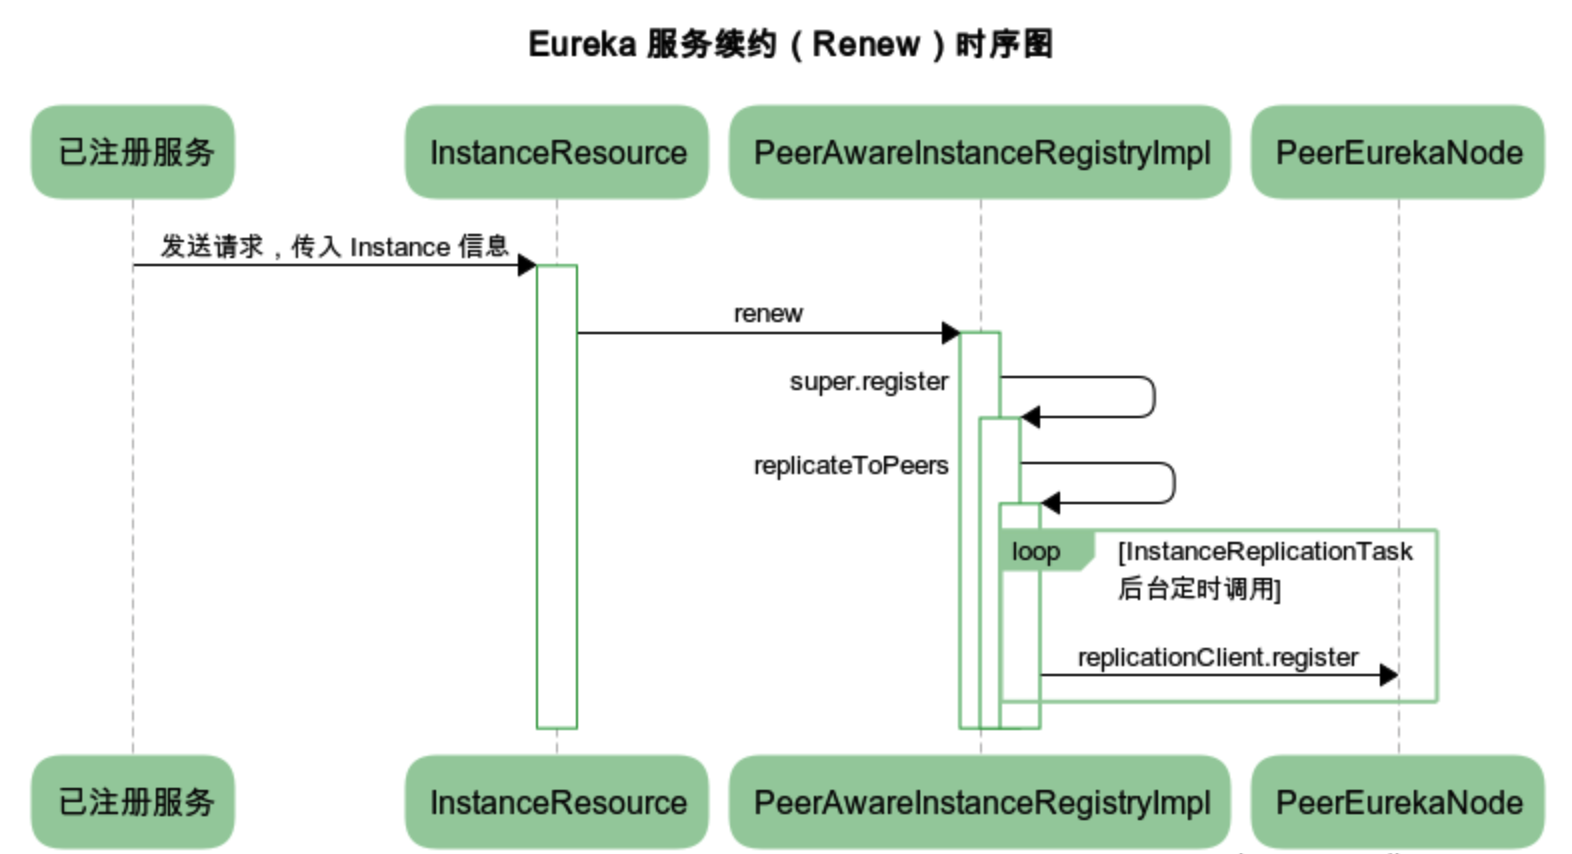 Eureka 服务续约（Renew）时序图
已注册服务
InstanceResource
PeerAwareInstanceRegistryImpl
PeerEurekaNode
发送请求，传入 Instance 信息
renew
super.register
replicateToPeers
loop
[InstanceReplicationTask
后台定时调用]
replicationClient.register
已注册服务
InstanceResource
PeerAwareInstanceRegistryImpl
PeerEurekaNode